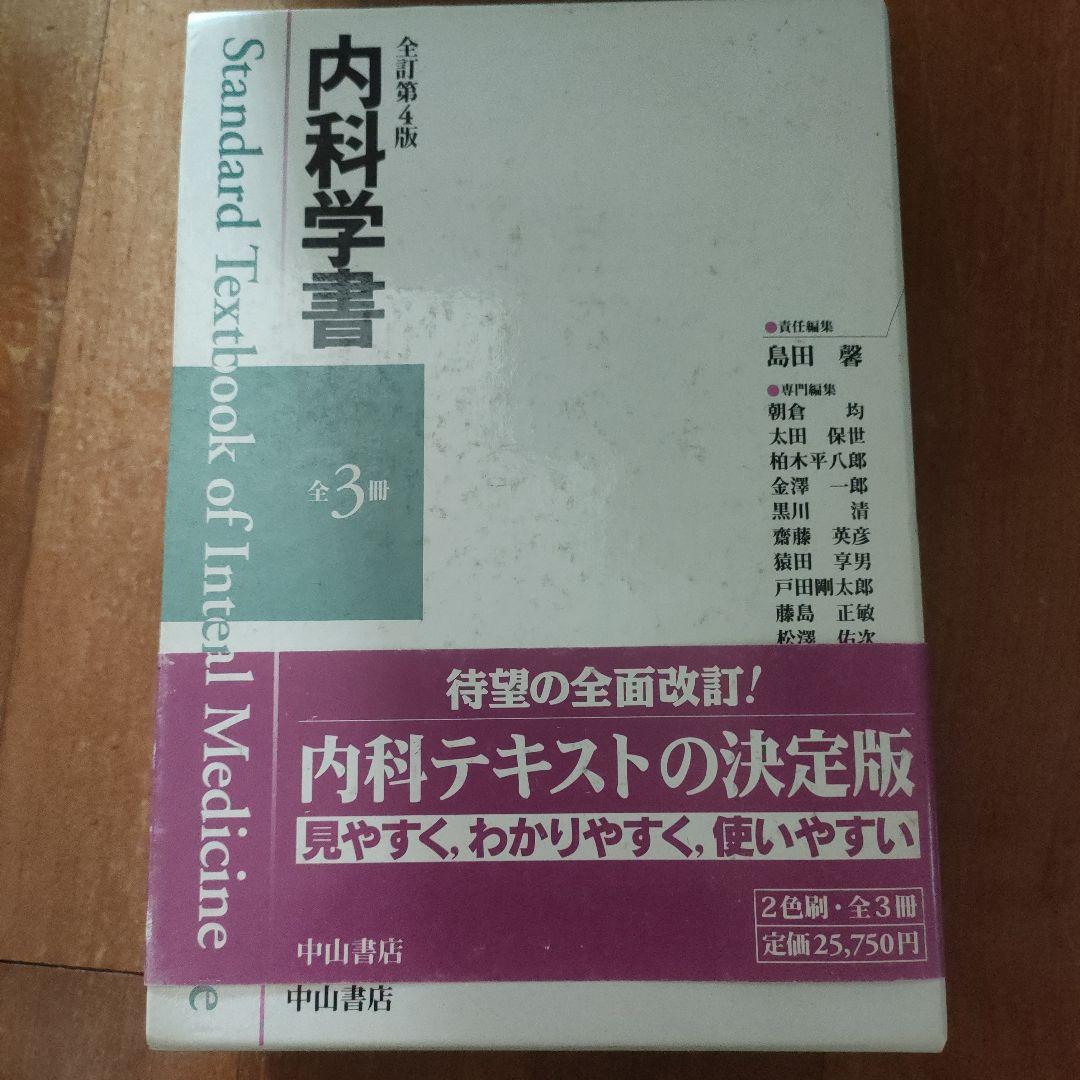 全訂第4版
内科学書
Standard Textbook of Internal Medicine
e
全3冊
●責任編集
島田 馨
●専門編集
朝倉 均
太田 保世
柏木平八郎
金澤 一郎
黒川 清
齋藤 英彦
猿田 享男
戸田剛太郎
藤島 正敏
松澤 佑次
待望の全面改訂!
内科テキストの決定版
見やすく,わかりやすく,使いやすい
2色刷・全3冊
定価25,750円
中山書店
中山書店